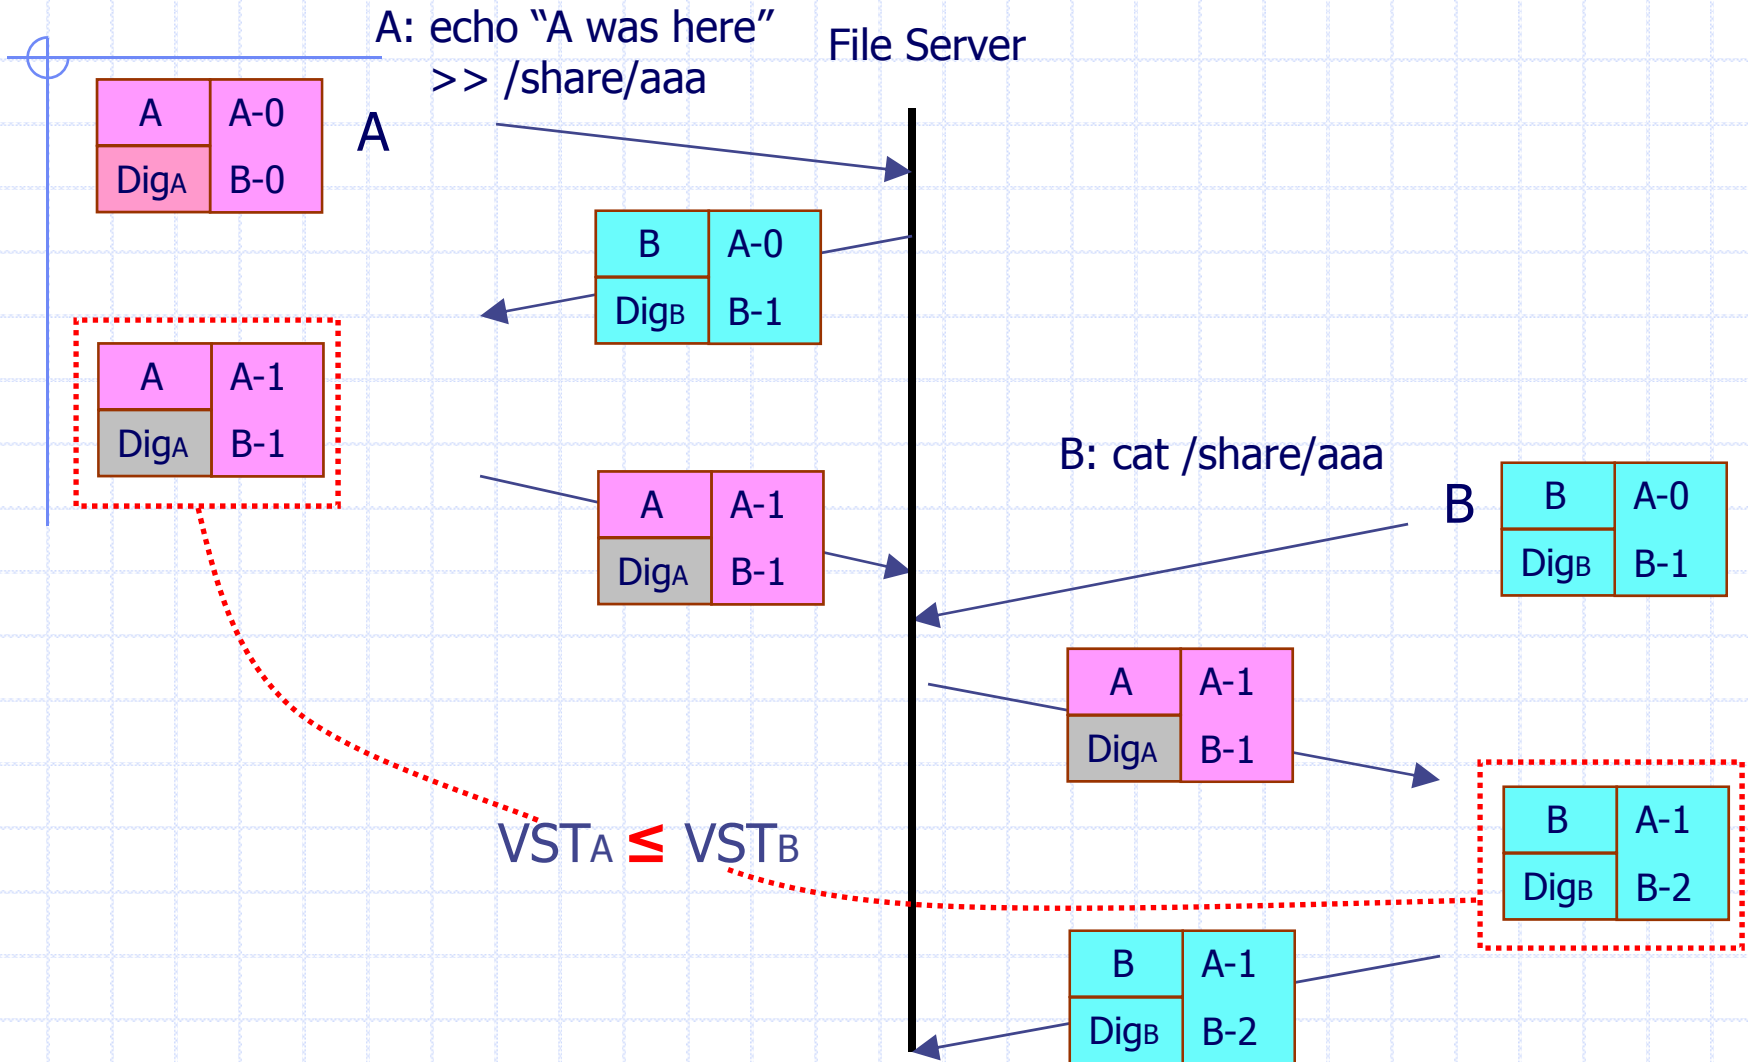 A: echo “A was here”
>> /share/aaa
File Server
A A-0
DigA B-0
A
B A-0
DigB B-1
A A-1
DigA B-1
A A-1
DigA B-1
B: cat /share/aaa
B
B A-0
DigB B-1
A A-1
DigA B-1
B A-1
DigB B-2
VSTA ≤ VSTB
B A-1
DigB B-2